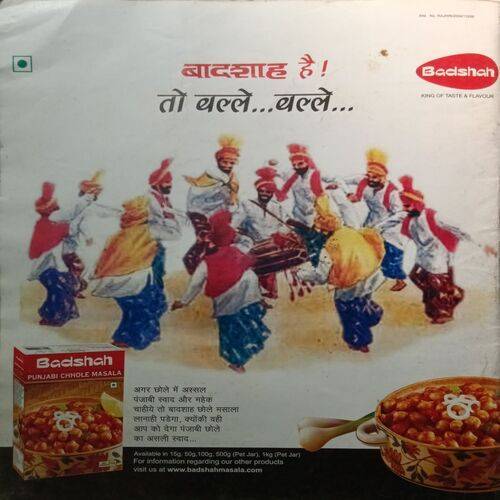 बादशाह है!
तो वल्ले...वल्ले...
Badshah
KING OF TASTE & FLAVOUR
Badshah
PUNJABI CHHOLE MASALA
अगर छोले में अस्सल
पंजाबी स्वाद और महेक
चाहीये तो बादशाह छोले मसाला
लानाही पडेगा, क्योंकी वही
आप को देगा पंजाबी छोले
का असली स्वाद...
Available in 15g, 50g,100g, 500g (Pet Jar), 1kg (Pet Jar)
For information regarding our other products
visit us at www.badshahmasala.com